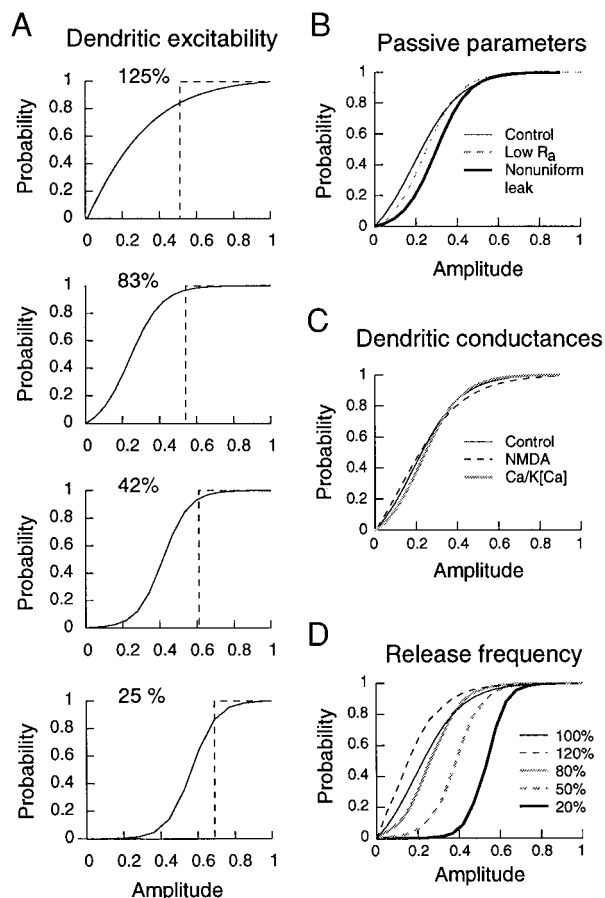 A
Dendritic excitability
125%
Probability
1
0.8
0.6
0.4
0.2
0
0 0.2 0.4 0.6 0.8 1
83%
Probability
1
0.8
0.6
0.4
0.2
0
0 0.2 0.4 0.6 0.8 1
42%
Probability
1
0.8
0.6
0.4
0.2
0
0 0.2 0.4 0.6 0.8 1
25 %
Probability
1
0.8
0.6
0.4
0.2
0
0 0.2 0.4 0.6 0.8 1
Amplitude
B
Passive parameters
Probability
1
0.8
0.6
0.4
0.2
0
Control
Low Ra
Nonuniform
leak
0 0.2 0.4 0.6 0.8 1
Amplitude
C
Dendritic conductances
Probability
1
0.8
0.6
0.4
0.2
0
Control
NMDA
Ca/K[Ca]
0 0.2 0.4 0.6 0.8 1
Amplitude
D
Release frequency
Probability
1
0.8
0.6
0.4
0.2
0
100%
120%
80%
50%
20%
0 0.2 0.4 0.6 0.8 1
Amplitude